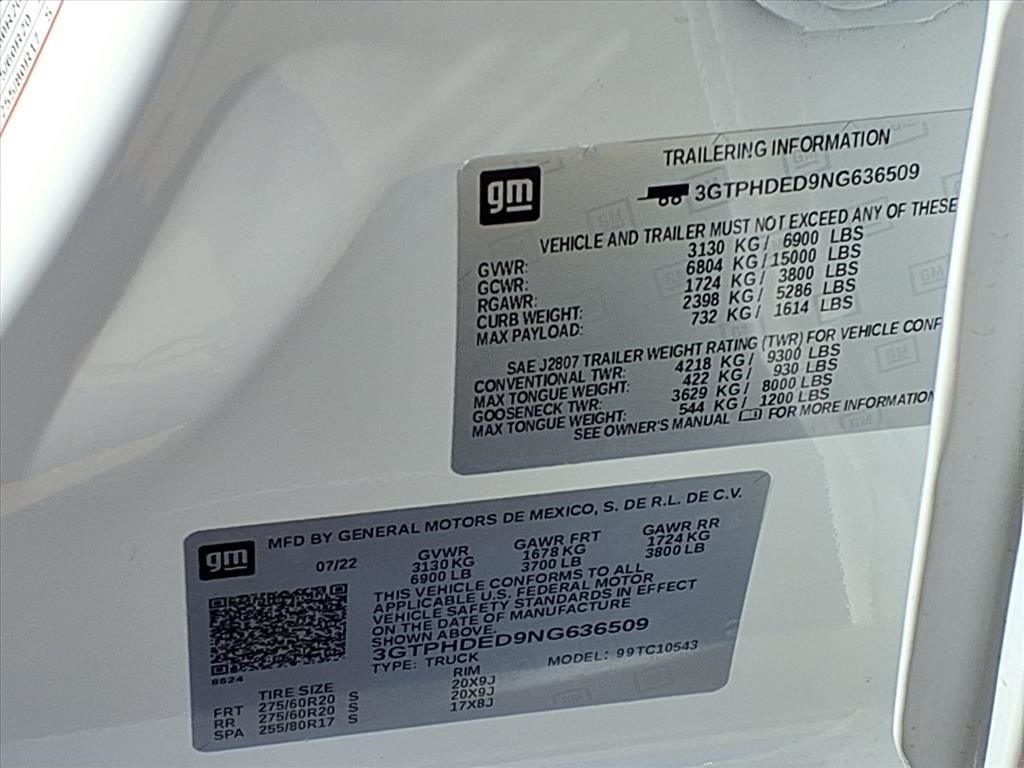 255/80R17 S
gm
TRAILERING INFORMATION
3GTPHDED9NG636509
VEHICLE AND TRAILER MUST NOT EXCEED ANY OF THESE
GVWR: 3130 KG/ 6900 LBS
GCWR: 6804 KG/15000 LBS
RGAWR: 1724 KG/ 3800 LBS
CURB WEIGHT: 2398 KG/ 5286 LBS
MAX PAYLOAD: 732 KG/ 1614 LBS
SAE J2807 TRAILER WEIGHT RATING (TWR) FOR VEHICLE CONF
CONVENTIONAL TWR: 4218 KG/ 9300 LBS
MAX TONGUE WEIGHT: 422 KG/ 930 LBS
GOOSENECK TWR: 3629 KG/ 8000 LBS
MAX TONGUE WEIGHT: 544 KG/ 1200 LBS
SEE OWNER'S MANUAL FOR MORE INFORMATION
gm
MFD BY GENERAL MOTORS DE MEXICO, S. DE R.L. DE C.V.
07/22 GVWR GAWR FRT GAWR RR
3130 KG 1678 KG 1724 KG
6900 LB 3700 LB 3800 LB
THIS VEHICLE CONFORMS TO ALL
APPLICABLE U.S. FEDERAL MOTOR
VEHICLE SAFETY STANDARDS IN EFFECT
ON THE DATE OF MANUFACTURE
SHOWN ABOVE.
3GTPHDED9NG636509
TYPE: TRUCK MODEL: 99TC10543
8624
TIRE SIZE RIM
FRT 275/60R20 S 20X9J
RR 275/60R20 S 20X9J
SPA 255/80R17 S 17X8J